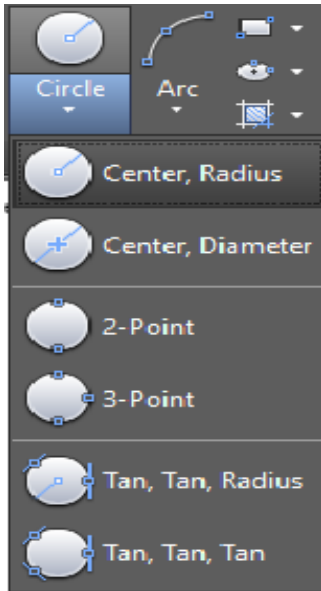 Circle Arc
Center, Radius
Center, Diameter
2-Point
3-Point
Tan, Tan, Radius
Tan, Tan, Tan